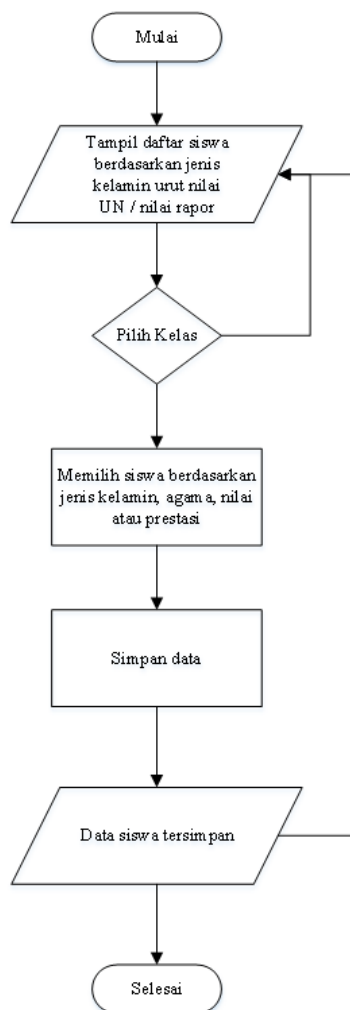 Mulai
Tampil daftar siswa
berdasarkan jenis
kelamin urut nilai
UN / nilai rapor
Pilih Kelas
Memilih siswa berdasarkan
jenis kelamin, agama, nilai
atau prestasi
Simpan data
Data siswa tersimpan
Selesai